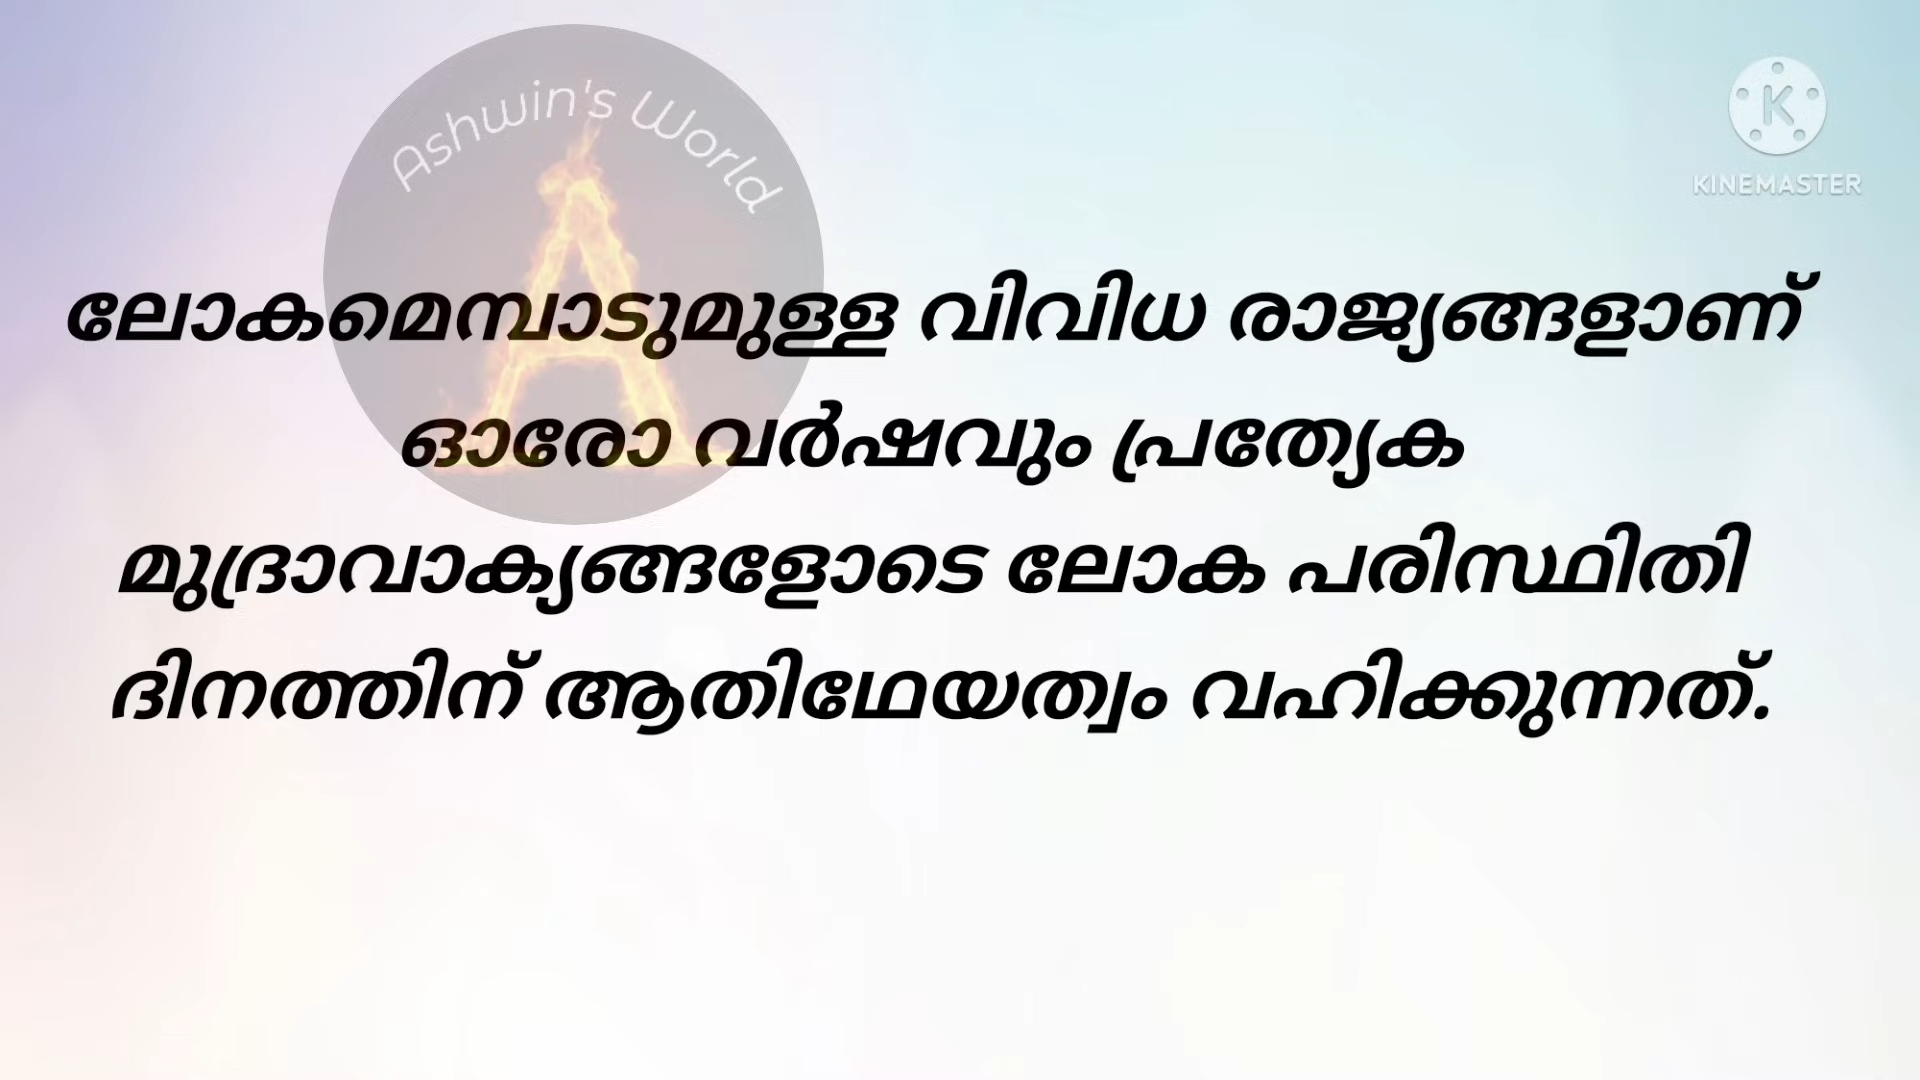 Ashwin's World
KINEMASTER
ലോകമെമ്പാടുമുള്ള വിവിധ രാജ്യങ്ങളാണ്
ഓരോ വർഷവും പ്രത്യേക
മുദ്രാവാക്യങ്ങളോടെ ലോക പരിസ്ഥിതി
ദിനത്തിന് ആതിഥേയത്വം വഹിക്കുന്നത്.